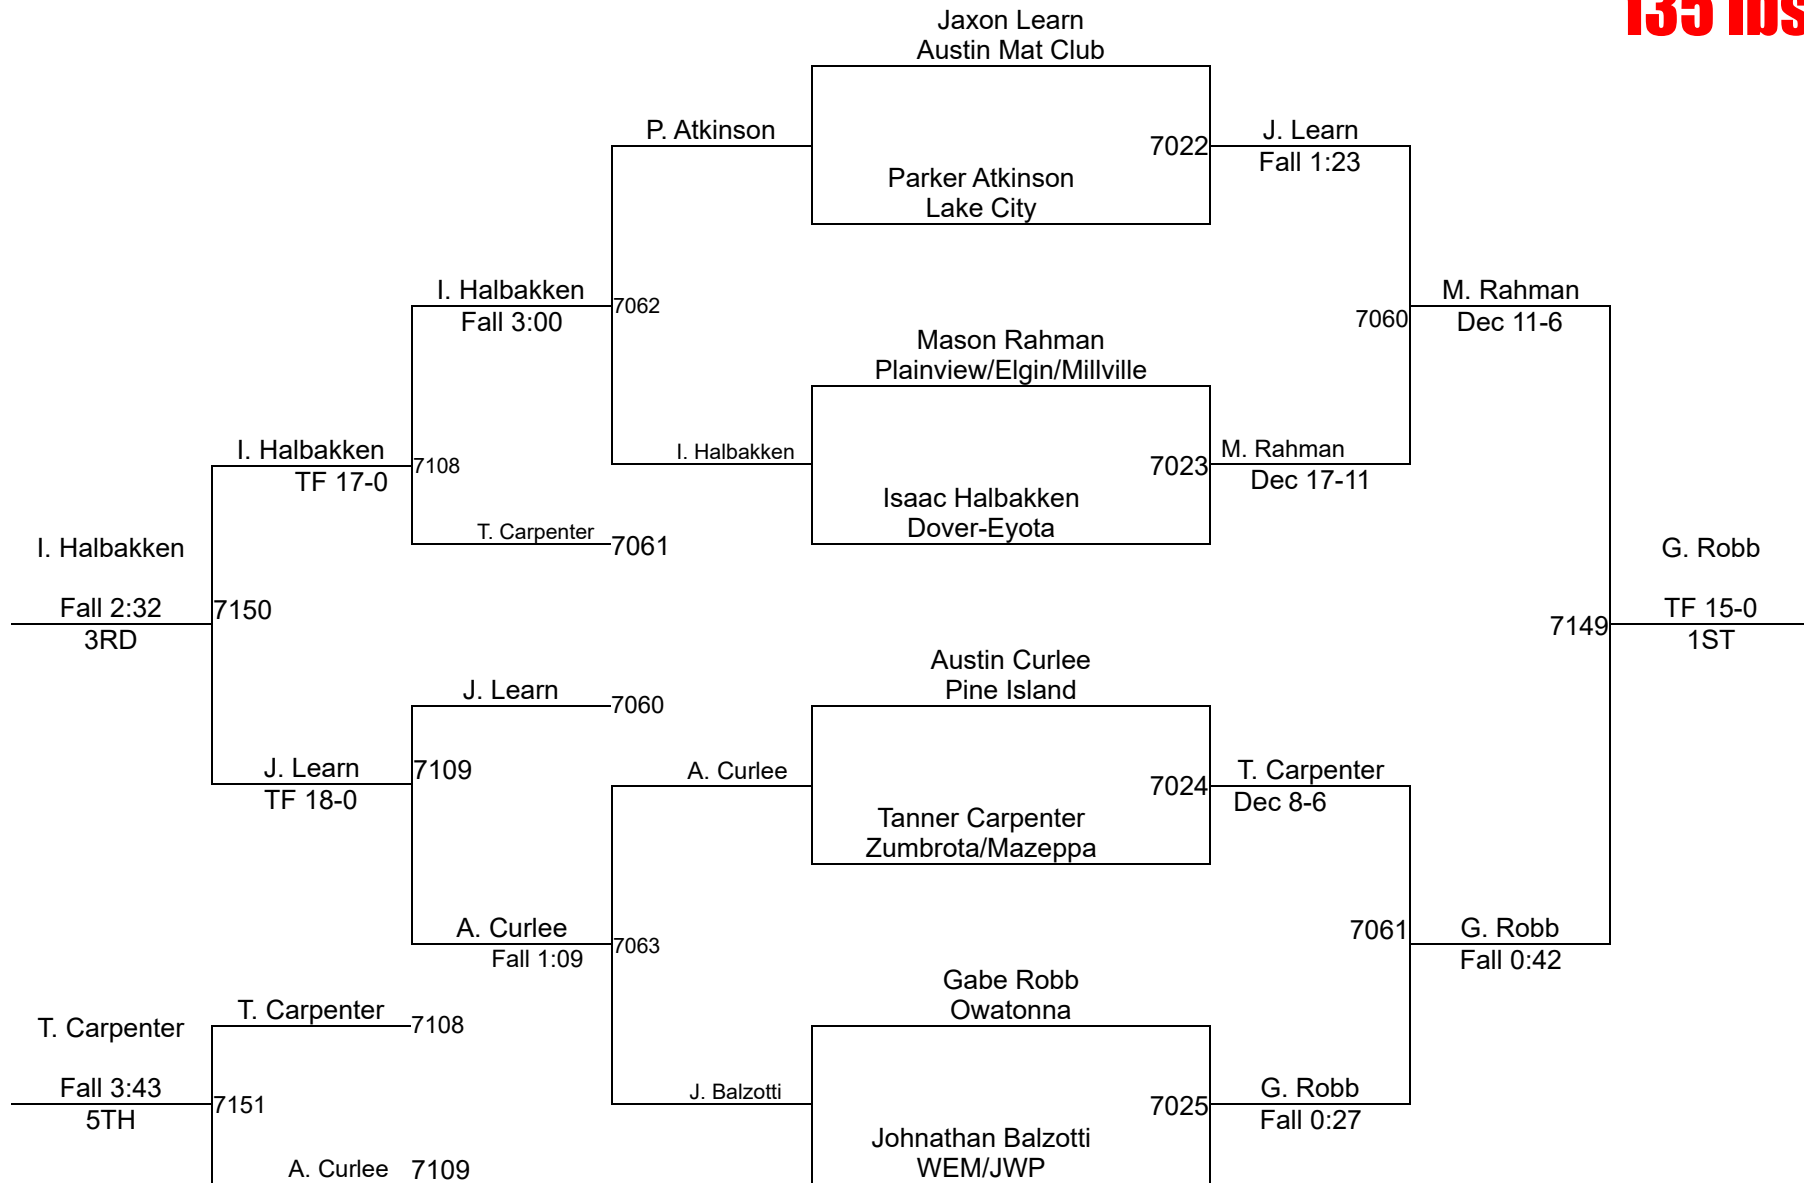 135 lbs
Jaxon Learn
Austin Mat Club
P. Atkinson
7022
J. Learn
Fall 1:23
Parker Atkinson
Lake City
I. Halbakken
Fall 3:00
7062
M. Rahman
Dec 11-6
7060
Mason Rahman
Plainview/Elgin/Millville
I. Halbakken
TF 17-0
7108
I. Halbakken
7023
M. Rahman
Dec 17-11
Isaac Halbakken
Dover-Eyota
T. Carpenter
7061
I. Halbakken
Fall 2:32
3RD
7150
G. Robb
TF 15-0
1ST
7149
Austin Curlee
Pine Island
J. Learn
7060
J. Learn
TF 18-0
7109
A. Curlee
7024
T. Carpenter
Dec 8-6
Tanner Carpenter
Zumbrota/Mazeppa
A. Curlee
Fall 1:09
7063
7061
G. Robb
Fall 0:42
Gabe Robb
Owatonna
T. Carpenter
7108
T. Carpenter
Fall 3:43
5TH
7151
J. Balzotti
7025
G. Robb
Fall 0:27
Johnathan Balzotti
WEM/JWP
A. Curlee
7109